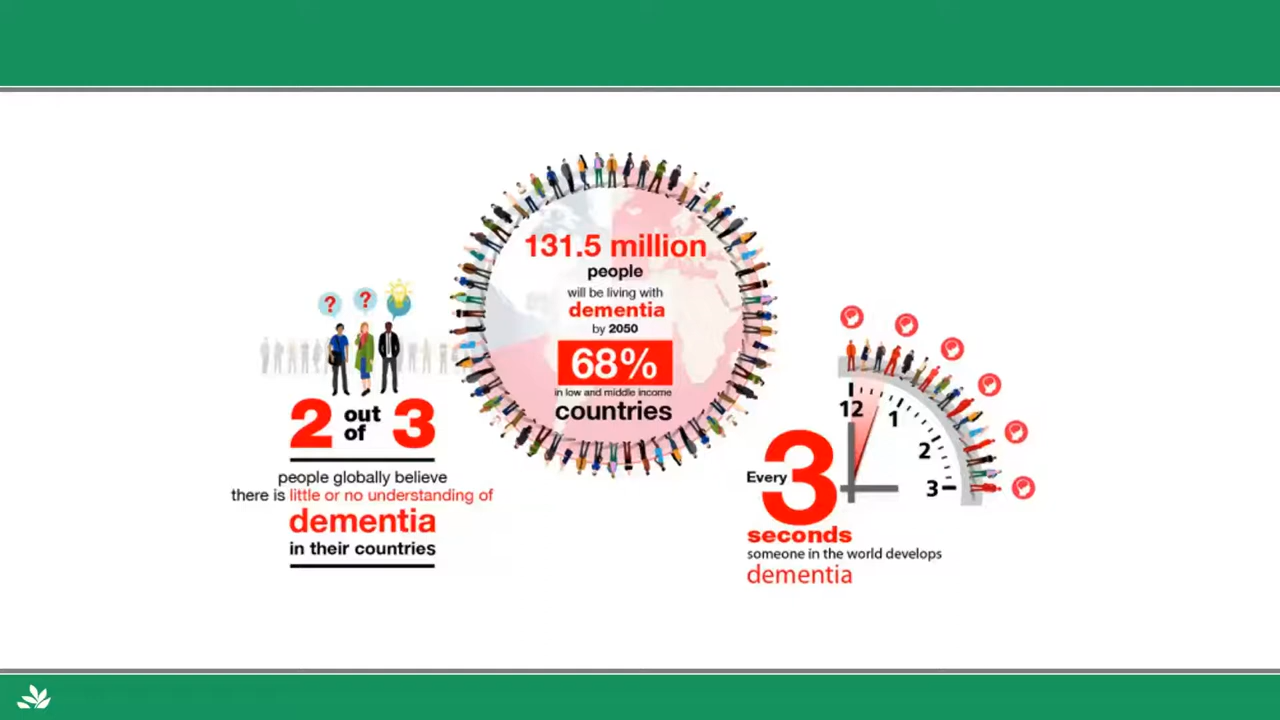 ? ?
2 out of 3
people globally believe
there is little or no understanding of
dementia
in their countries
131.5 million
people
will be living with
dementia
by 2050
68%
in low and middle income
countries
12
1
2
3
Every 3
seconds
someone in the world develops
dementia